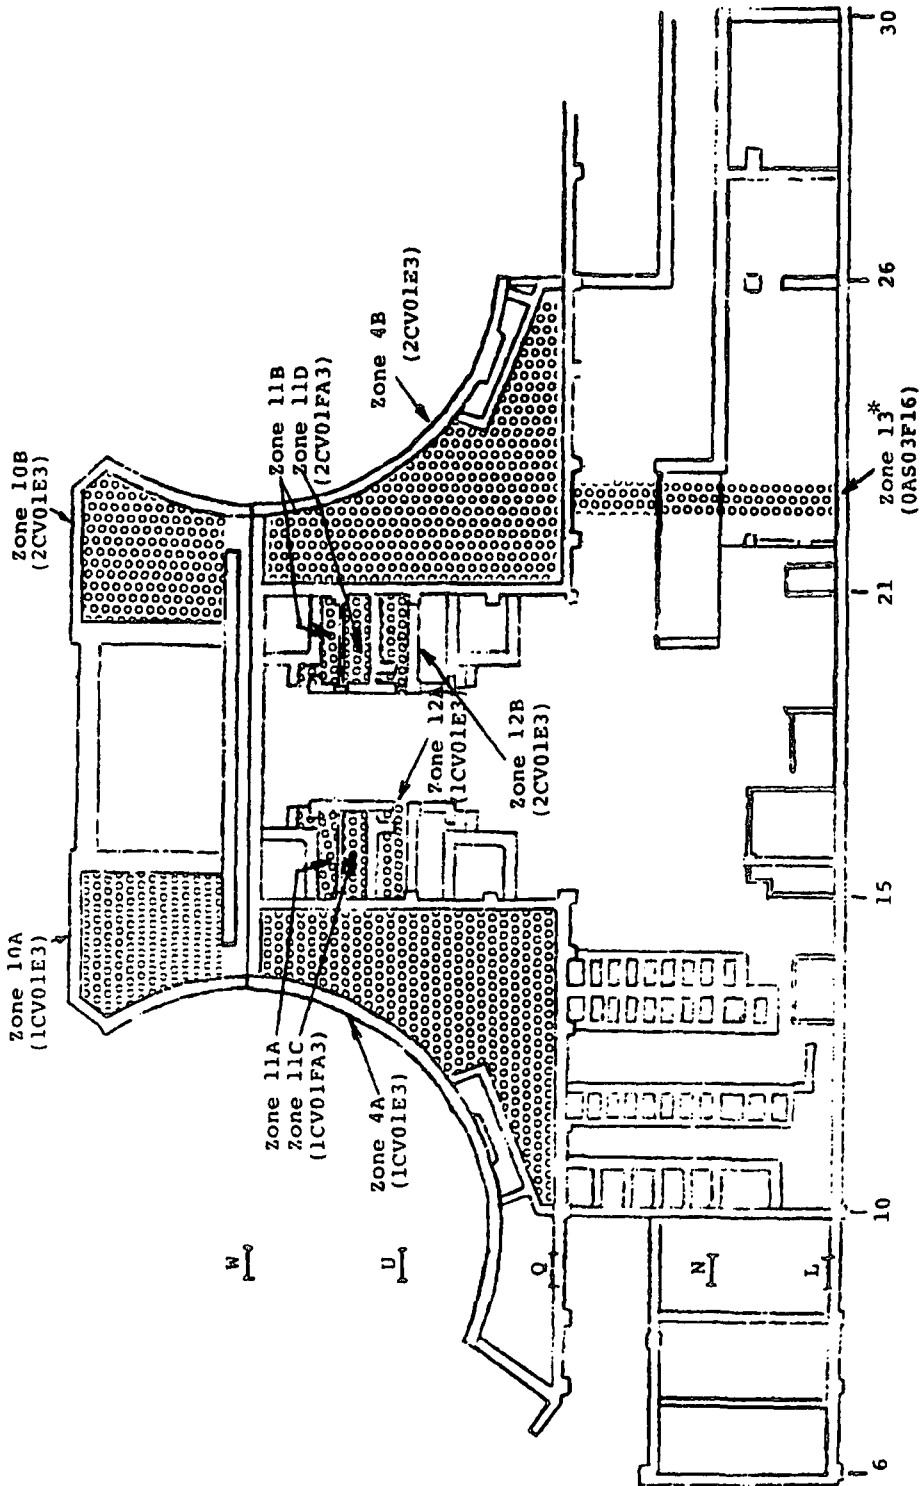 Zone 10A
(1CV01E3)
Zone 10B
(2CV01E3)
Zone 11A
Zone 11C
(1CV01FA3)
Zone 11B
Zone 11D
(2CV01FA3)
Zone 4A
(1CV01E3)
Zone 4B
(2CV01E3)
Zone 12A
(1CV01E3)
Zone 12B
(2CV01E3)
W
U
Q
N
L
6
10
15
21
26
30
Zone 13*
(0AS03F16)